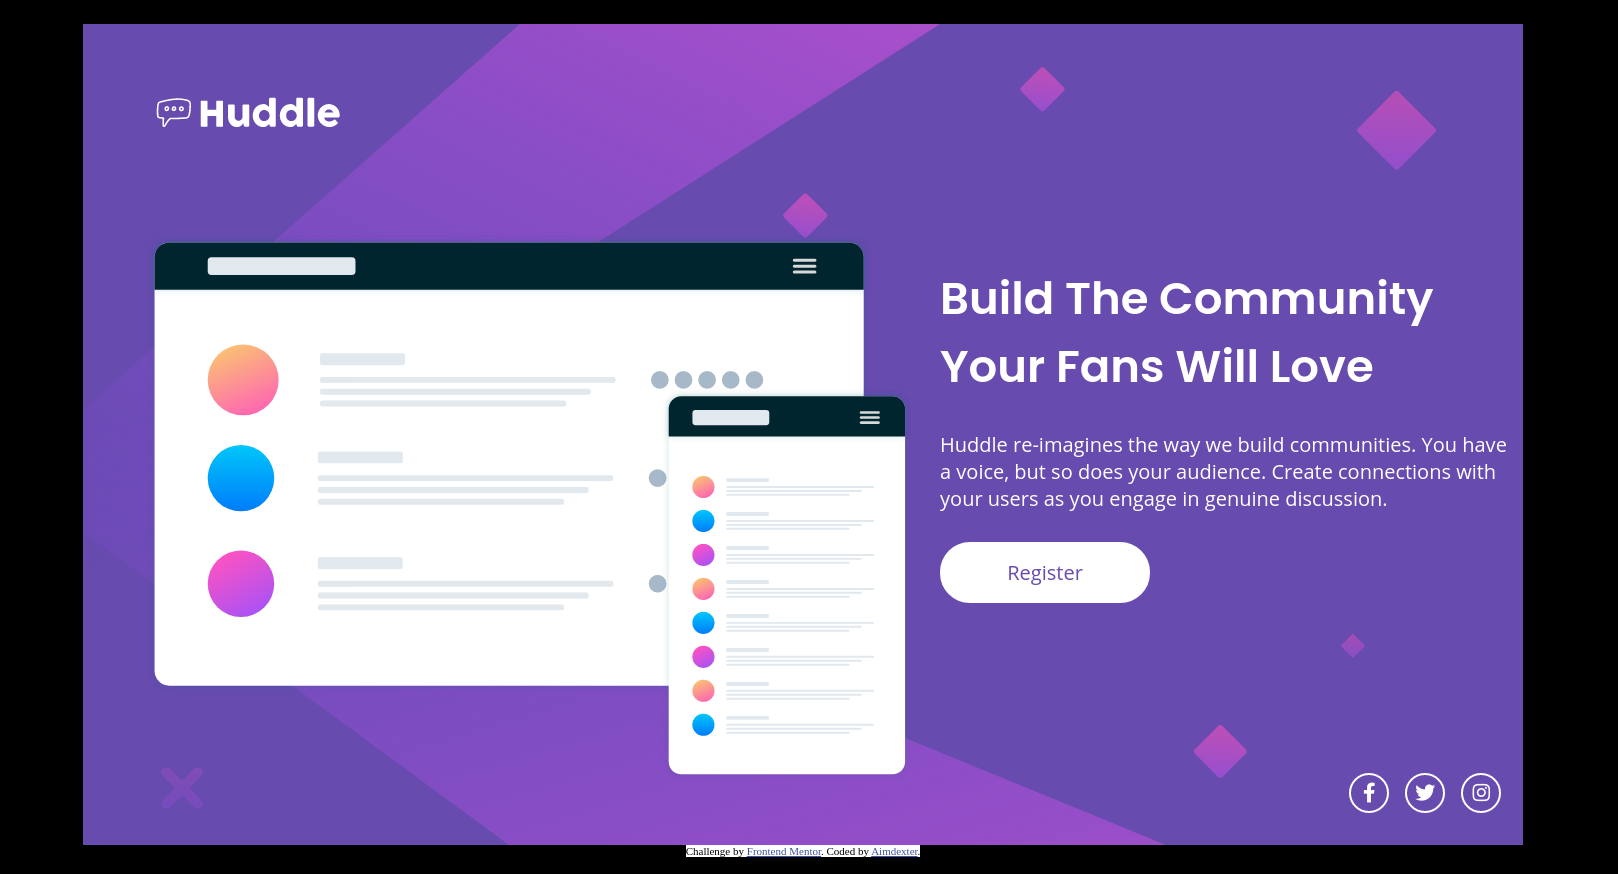 Huddle
Build The Community
Your Fans Will Love
Huddle re-imagines the way we build communities. You have
a voice, but so does your audience. Create connections with
your users as you engage in genuine discussion.
Register
Challenge by Frontend Mentor. Coded by Aimdexter.